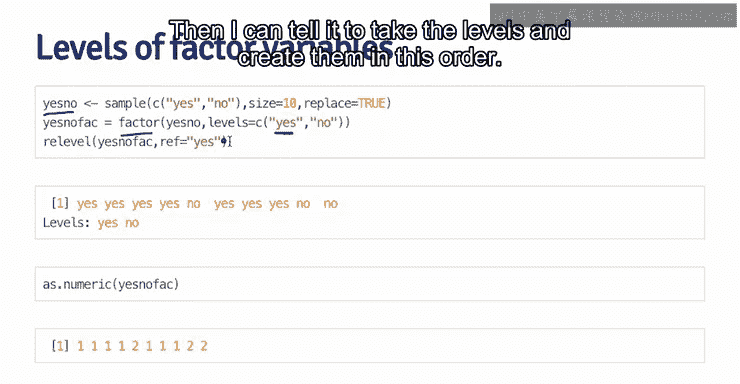 Then I can tell it to take the levels and
create them in this order.
Levels of factor variables
yesno <- sample(c("yes","no"),size=10,replace=TRUE)
yesnofac = factor(yesno,levels=c("yes","no"))
relevel(yesnofac,ref="yes")
[1] yes yes yes yes no yes yes yes no no
Levels: yes no
as.numeric(yesnofac)
[1] 1 1 1 1 2 1 1 1 2 2